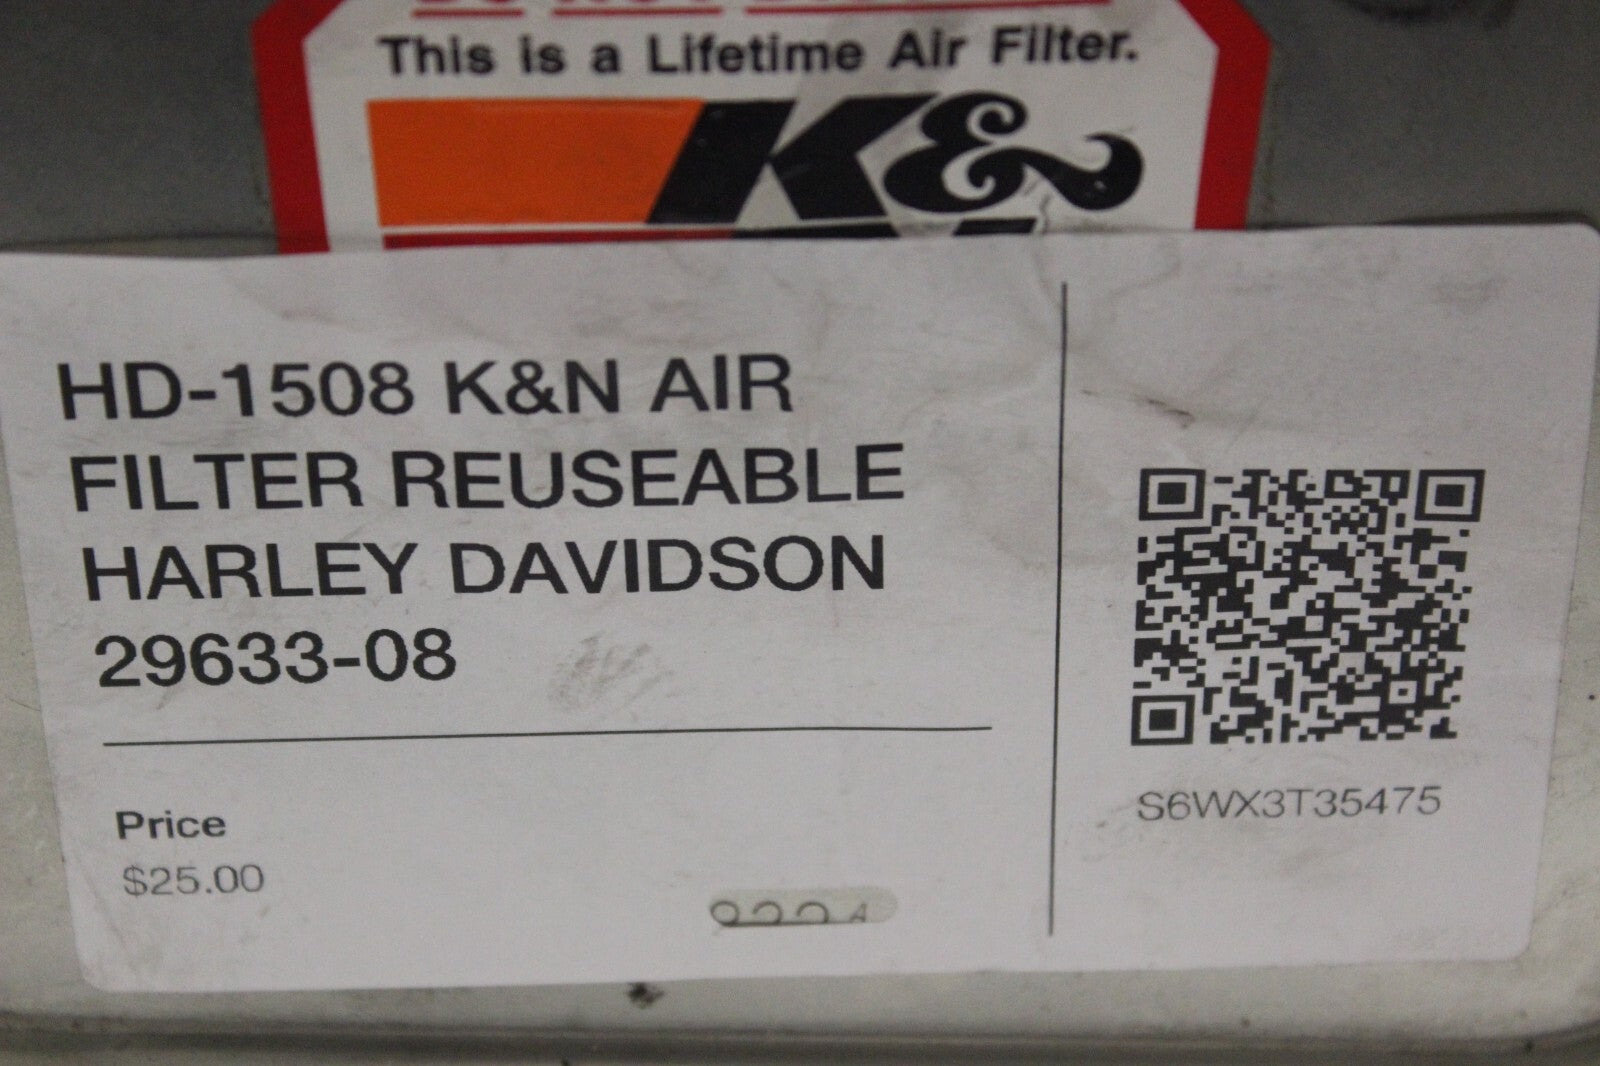 This is a Lifetime Air Filter.
K&
HD-1508 K&N AIR
FILTER REUSEABLE
HARLEY DAVIDSON
29633-08
Price
$25.00
S6WX3T35475